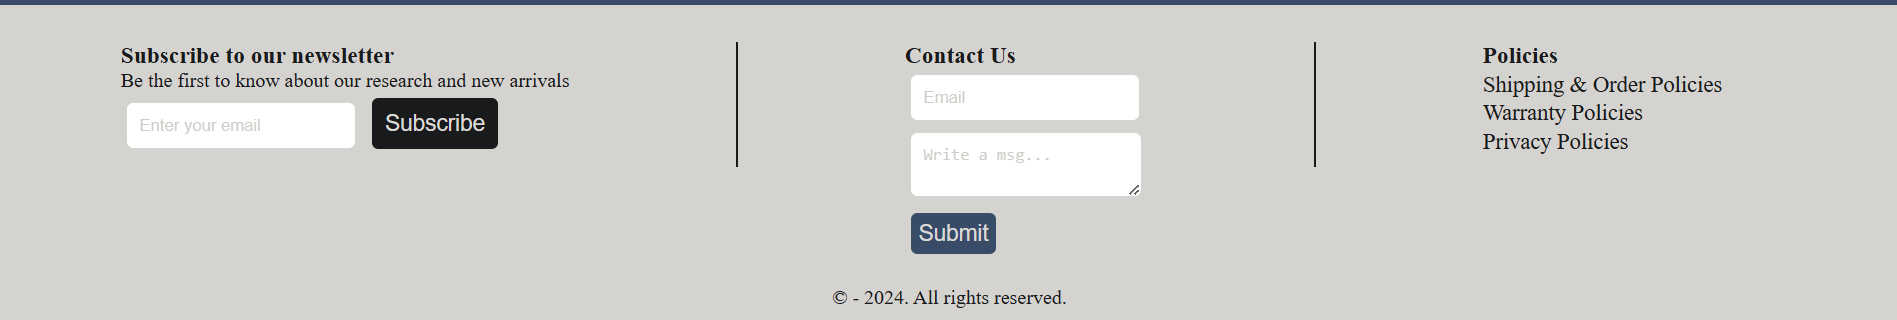 Subscribe to our newsletter
Be the first to know about our research and new arrivals
Enter your email
Subscribe
Contact Us
Email
Write a msg...
Submit
Policies
Shipping & Order Policies
Warranty Policies
Privacy Policies
© - 2024. All rights reserved.